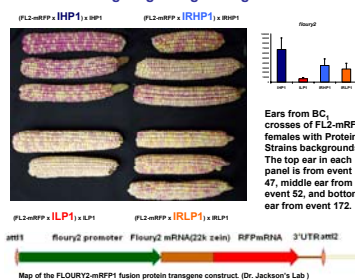 (FL2-mRFP x IHP1) x IHP1
(FL2-mRFP x IRHP1) x IRHP1
floury2
IHP1 ILP1 IRHP1 IRLP1
Ears from BC1
crosses of FL2-mRF
females with Protein
Strains background
The top ear in each
panel is from event
47, middle ear from
event 52, and bottom
ear from event 172.
(FL2-mRFP x ILP1) x ILP1
(FL2-mRFP x IRLP1) x IRLP1
attl1 floury2 promoter Floury2 mRNA(22k zein) RFPmRNA 3'UTR attl2
Map of the FLOURY2-mRFP1 fusion protein transgene construct. (Dr. Jackson's Lab )